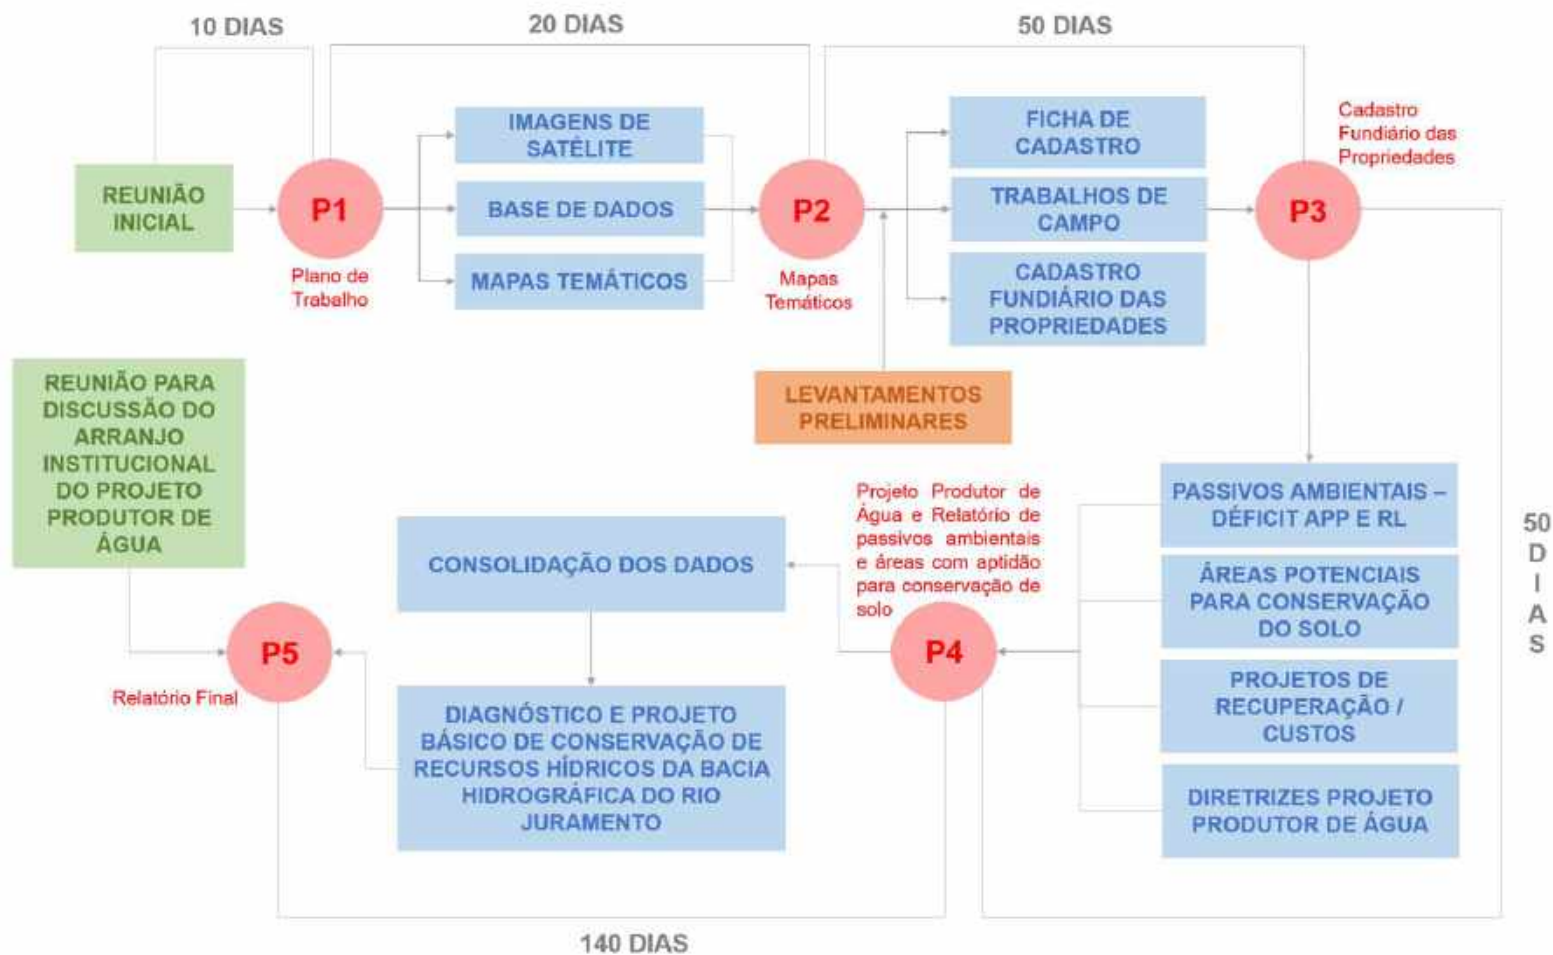 10 DIAS
20 DIAS
50 DIAS
REUNIÃO
INICIAL
P1
Plano de
Trabalho
IMAGENS DE
SATÉLITE
BASE DE DADOS
MAPAS TEMÁTICOS
P2
Mapas
Temáticos
FICHA DE
CADASTRO
TRABALHOS DE
CAMPO
CADASTRO
FUNDIÁRIO DAS
PROPRIEDADES
P3
Cadastro
Fundiário das
Propriedades
LEVANTAMENTOS
PRELIMINARES
REUNIÃO PARA
DISCUSSÃO DO
ARRANJO
INSTITUCIONAL
DO PROJETO
PRODUTOR DE
ÁGUA
PASSIVOS AMBIENTAIS –
DÉFICIT APP E RL
ÁREAS POTENCIAIS
PARA CONSERVAÇÃO
DO SOLO
PROJETOS DE
RECUPERAÇÃO /
CUSTOS
DIRETRIZES PROJETO
PRODUTOR DE ÁGUA
50
D
I
A
S
Projeto Produtor de
Água e Relatório de
passivos ambientais
e áreas com aptidão
para conservação de
solo
P4
CONSOLIDAÇÃO DOS DADOS
DIAGNÓSTICO E PROJETO
BÁSICO DE CONSERVAÇÃO DE
RECURSOS HÍDRICOS DA BACIA
HIDROGRÁFICA DO RIO
JURAMENTO
P5
Relatório Final
140 DIAS